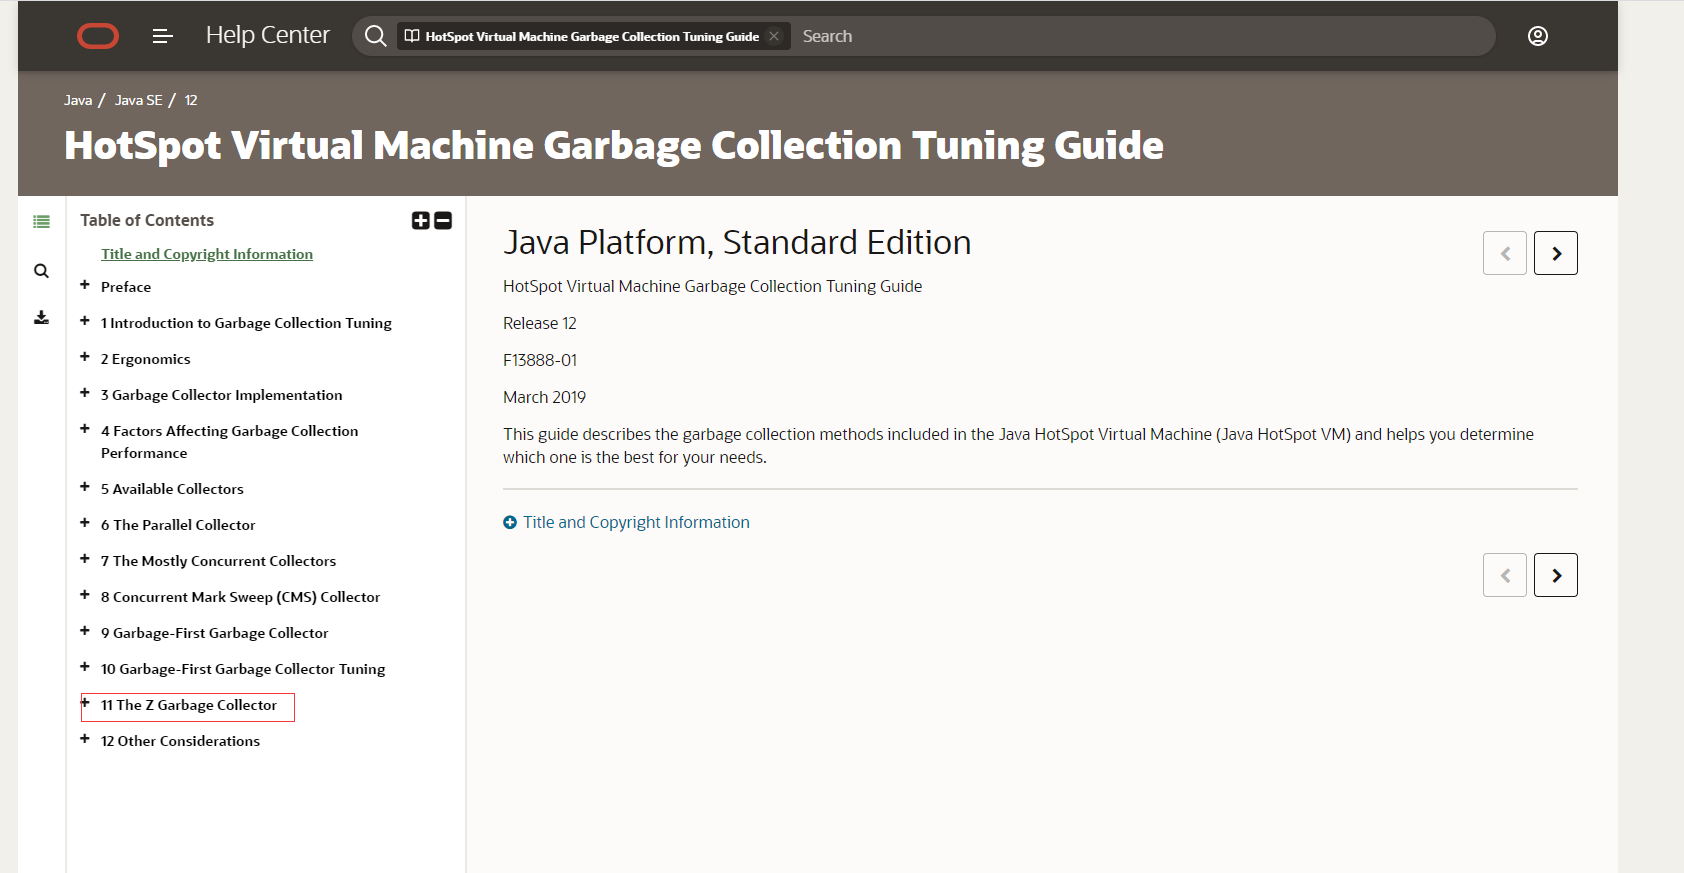 Help Center
HotSpot Virtual Machine Garbage Collection Tuning Guide
Search
Java / Java SE / 12
HotSpot Virtual Machine Garbage Collection Tuning Guide
Table of Contents
Title and Copyright Information
Preface
1 Introduction to Garbage Collection Tuning
2 Ergonomics
3 Garbage Collector Implementation
4 Factors Affecting Garbage Collection
Performance
5 Available Collectors
6 The Parallel Collector
7 The Mostly Concurrent Collectors
8 Concurrent Mark Sweep (CMS) Collector
9 Garbage-First Garbage Collector
10 Garbage-First Garbage Collector Tuning
11 The Z Garbage Collector
12 Other Considerations
Java Platform, Standard Edition
HotSpot Virtual Machine Garbage Collection Tuning Guide
Release 12
F13888-01
March 2019
This guide describes the garbage collection methods included in the Java HotSpot Virtual Machine (Java HotSpot VM) and helps you determine
which one is the best for your needs.
Title and Copyright Information